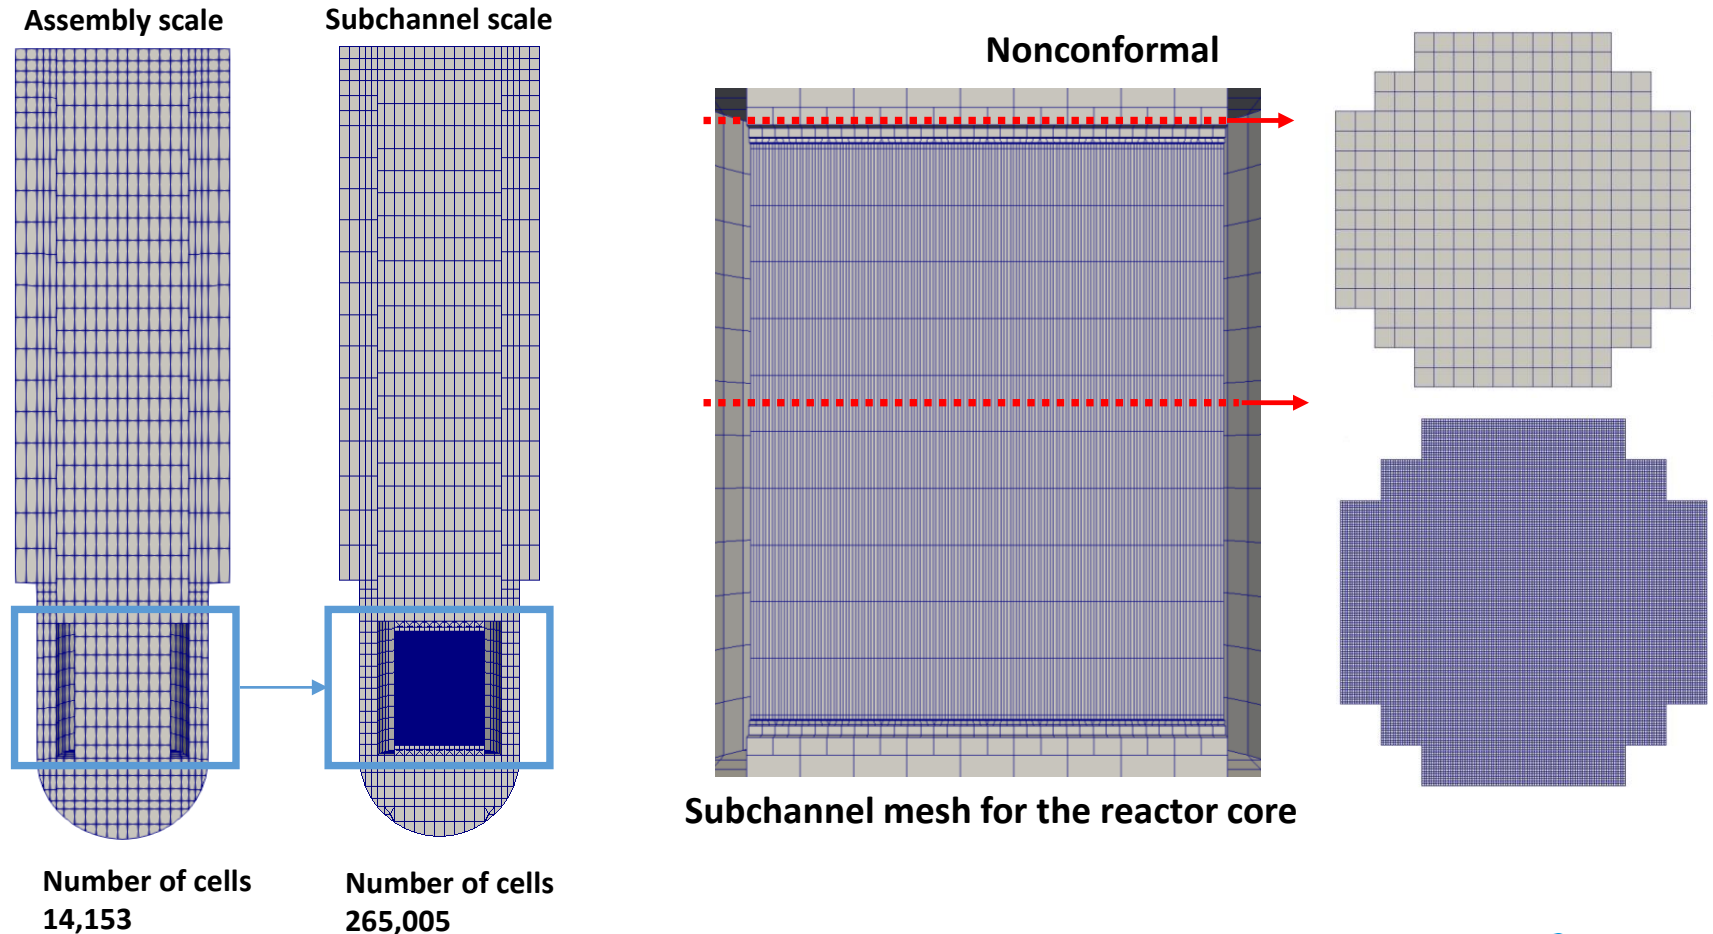 Assembly scale
Subchannel scale
Nonconformal
Subchannel mesh for the reactor core
Number of cells
14,153
Number of cells
265,005